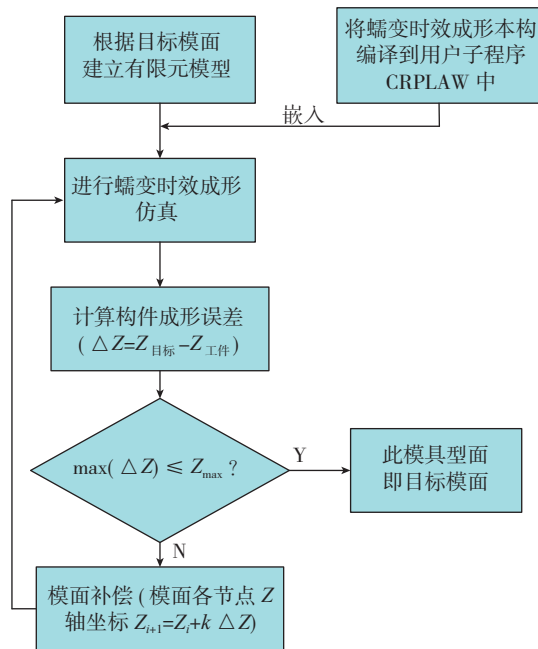 根据目标模面
建立有限元模型
将蠕变时效成形本构
编译到用户子程序
CRPLAW 中
嵌入
进行蠕变时效成形
仿真
计算构件成形误差
(△Z=Z目标−Z工件)
max(△Z)≤Zmax?
Y
此模具型面
即目标模面
N
模面补偿(模面各节点 Z
轴坐标 Zi+1=Zi+k △Z)